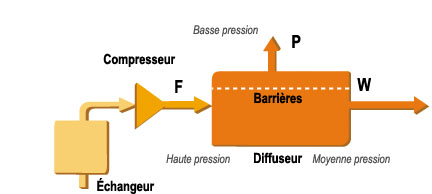 Basse pression
P
Compresseur
F
Barrières
W
Haute pression
Diffuseur
Moyenne pression
Échangeur